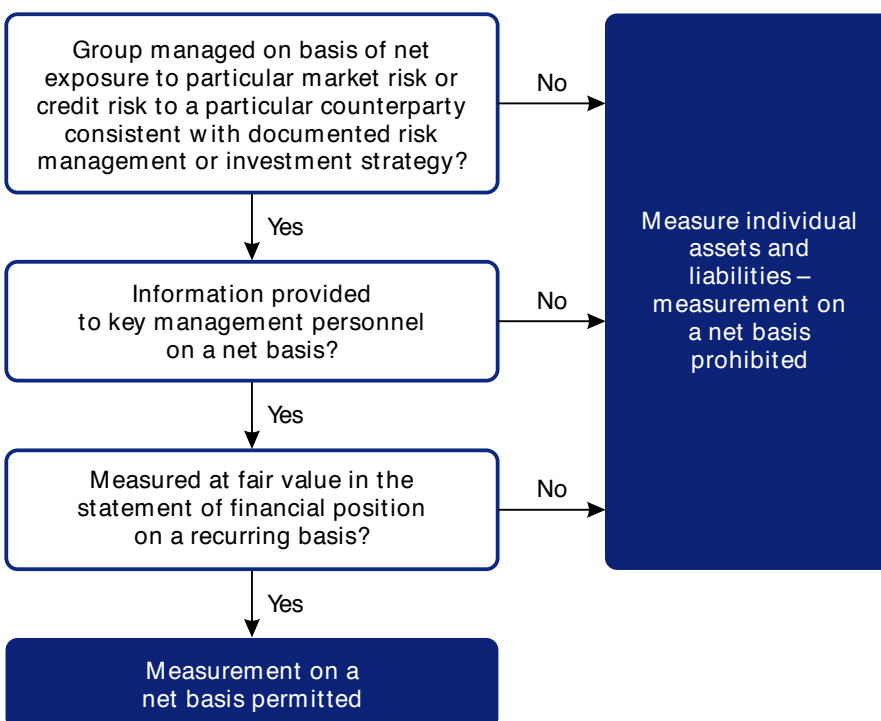 Group managed on basis of net
exposure to particular market risk or
credit risk to a particular counterparty
consistent with documented risk
management or investment strategy?
No
Yes
Measure individual
assets and
liabilities –
measurement on
a net basis
prohibited
Information provided
to key management personnel
on a net basis?
No
Yes
Measured at fair value in the
statement of financial position
on a recurring basis?
No
Yes
Measurement on a
net basis permitted